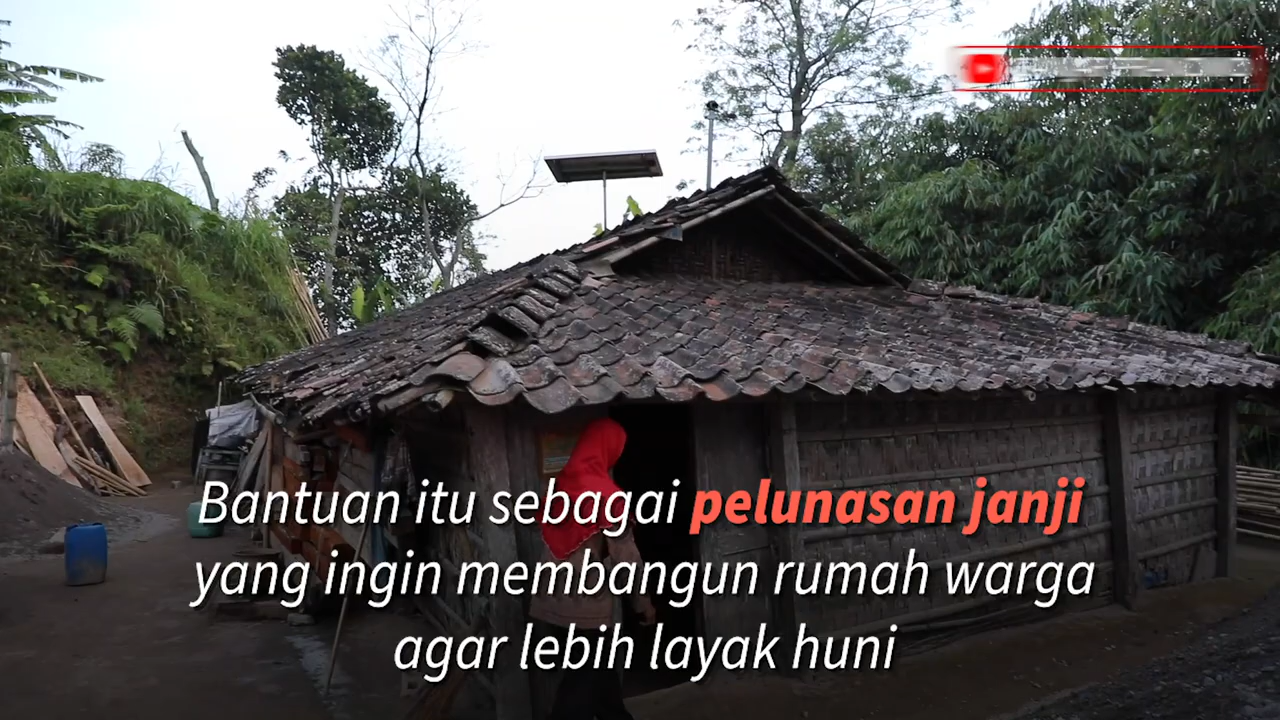 Bantuan itu sebagai pelunasan janji
yang ingin membangun rumah warga
agar lebih layak huni